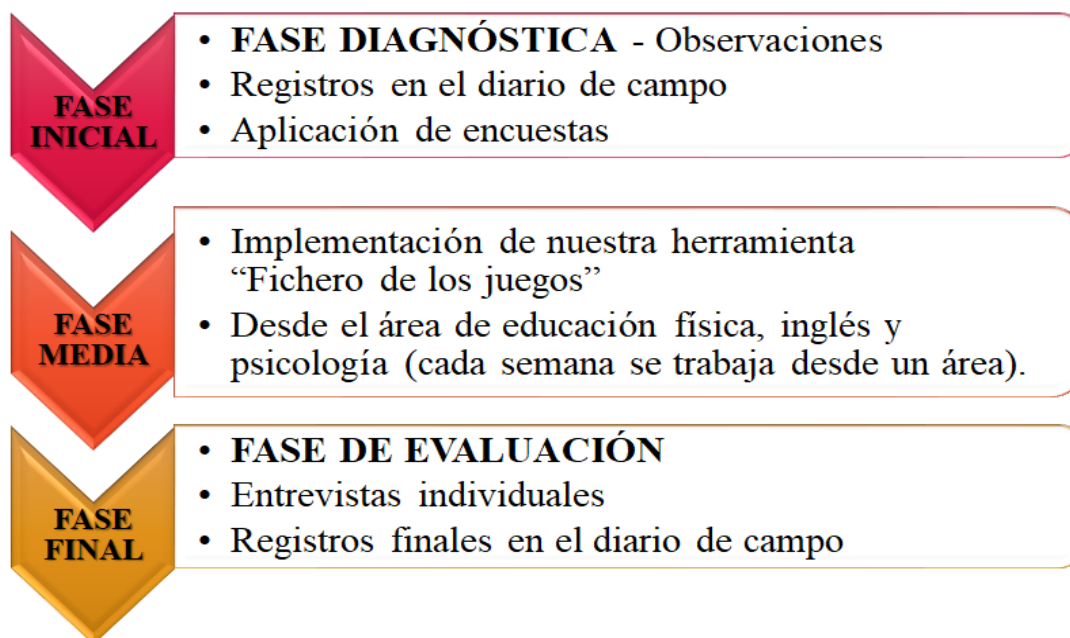 FASE
INICIAL
• FASE DIAGNÓSTICA - Observaciones
• Registros en el diario de campo
• Aplicación de encuestas
FASE
MEDIA
• Implementación de nuestra herramienta
“Fichero de los juegos”
• Desde el área de educación física, inglés y
psicología (cada semana se trabaja desde un área).
FASE
FINAL
• FASE DE EVALUACIÓN
• Entrevistas individuales
• Registros finales en el diario de campo